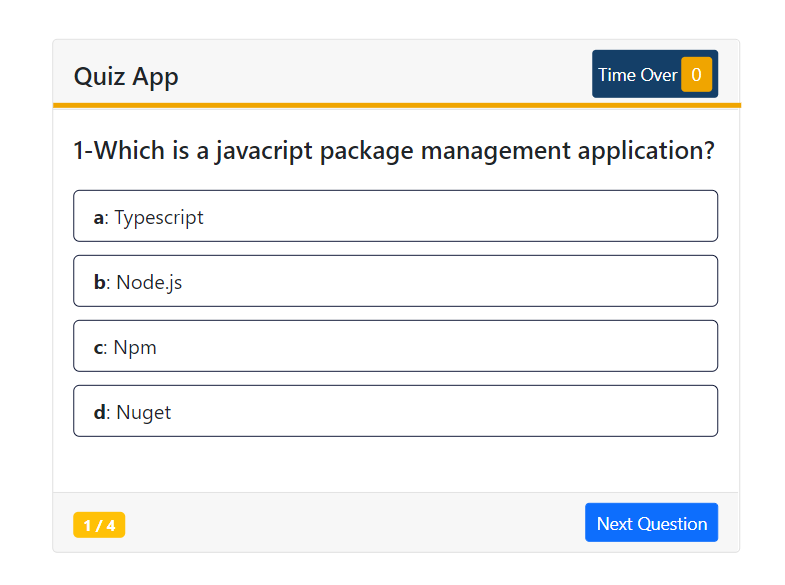 Quiz App
Time Over 0
1-Which is a javacript package management application?
a: Typescript
b: Node.js
c: Npm
d: Nuget
1 / 4
Next Question